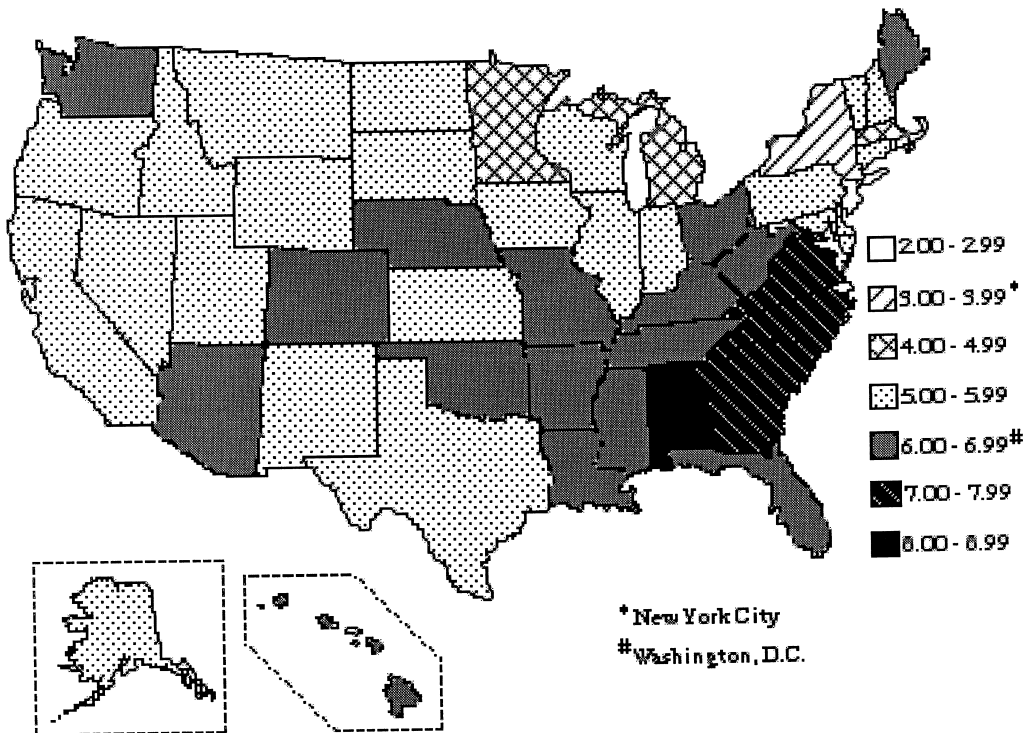 2.00 - 2.99
3.00 - 3.99 *
4.00 - 4.99
5.00 - 5.99
6.00 - 6.99 #
7.00 - 7.99
8.00 - 8.99
* New York City
# Washington, D.C.